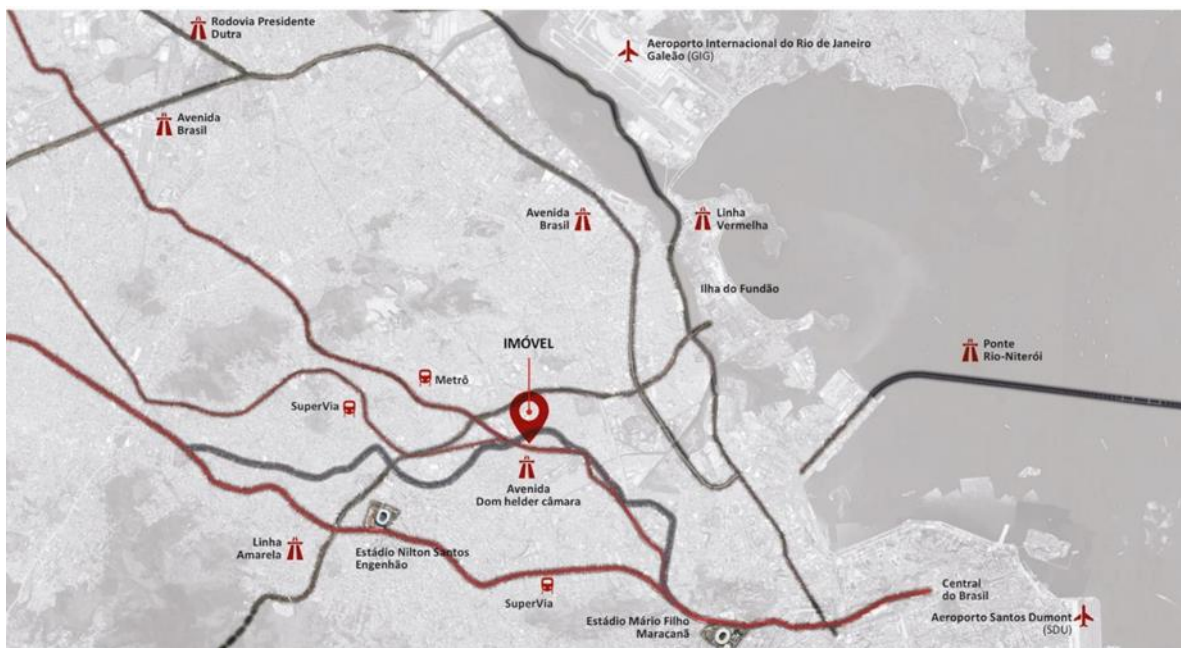 Rodovia Presidente
Dutra
Aeroporto Internacional do Rio de Janeiro
Galeão (GIG)
Avenida
Brasil
Avenida
Brasil
Linha
Vermelha
Ilha do Fundão
IMÓVEL
Ponte
Rio-Niterói
Metrô
SuperVia
Avenida
Dom helder câmara
Linha
Amarela
Estádio Nilton Santos
Engenhão
SuperVia
Central
do Brasil
Estádio Mário Filho
Maracanã
Aeroporto Santos Dumont
(SDU)